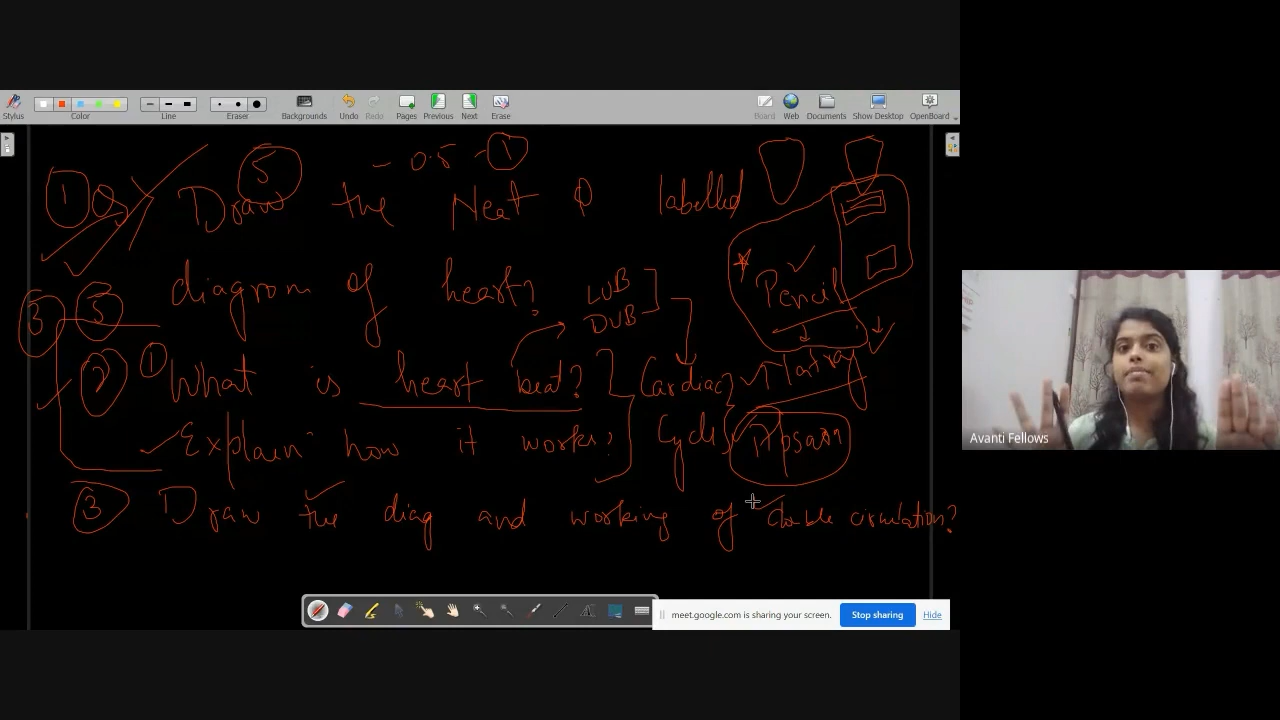 Stylus Color Line Eraser Backgrounds Undo Redo Pages Previous Next Erase Board Web Documents Show Desktop OpenBoard
5 - 0.5 - 1
1 Q Draw the Neat & labelled
diagram of heart? LUB
DUB
* Pencil
3 5
2 1 What is heart beat? Cardiac Natraj
Explain how it works? Cycle Apsara
3 Draw the diag and working of double circulation?
Avanti Fellows
meet.google.com is sharing your screen. Stop sharing Hide